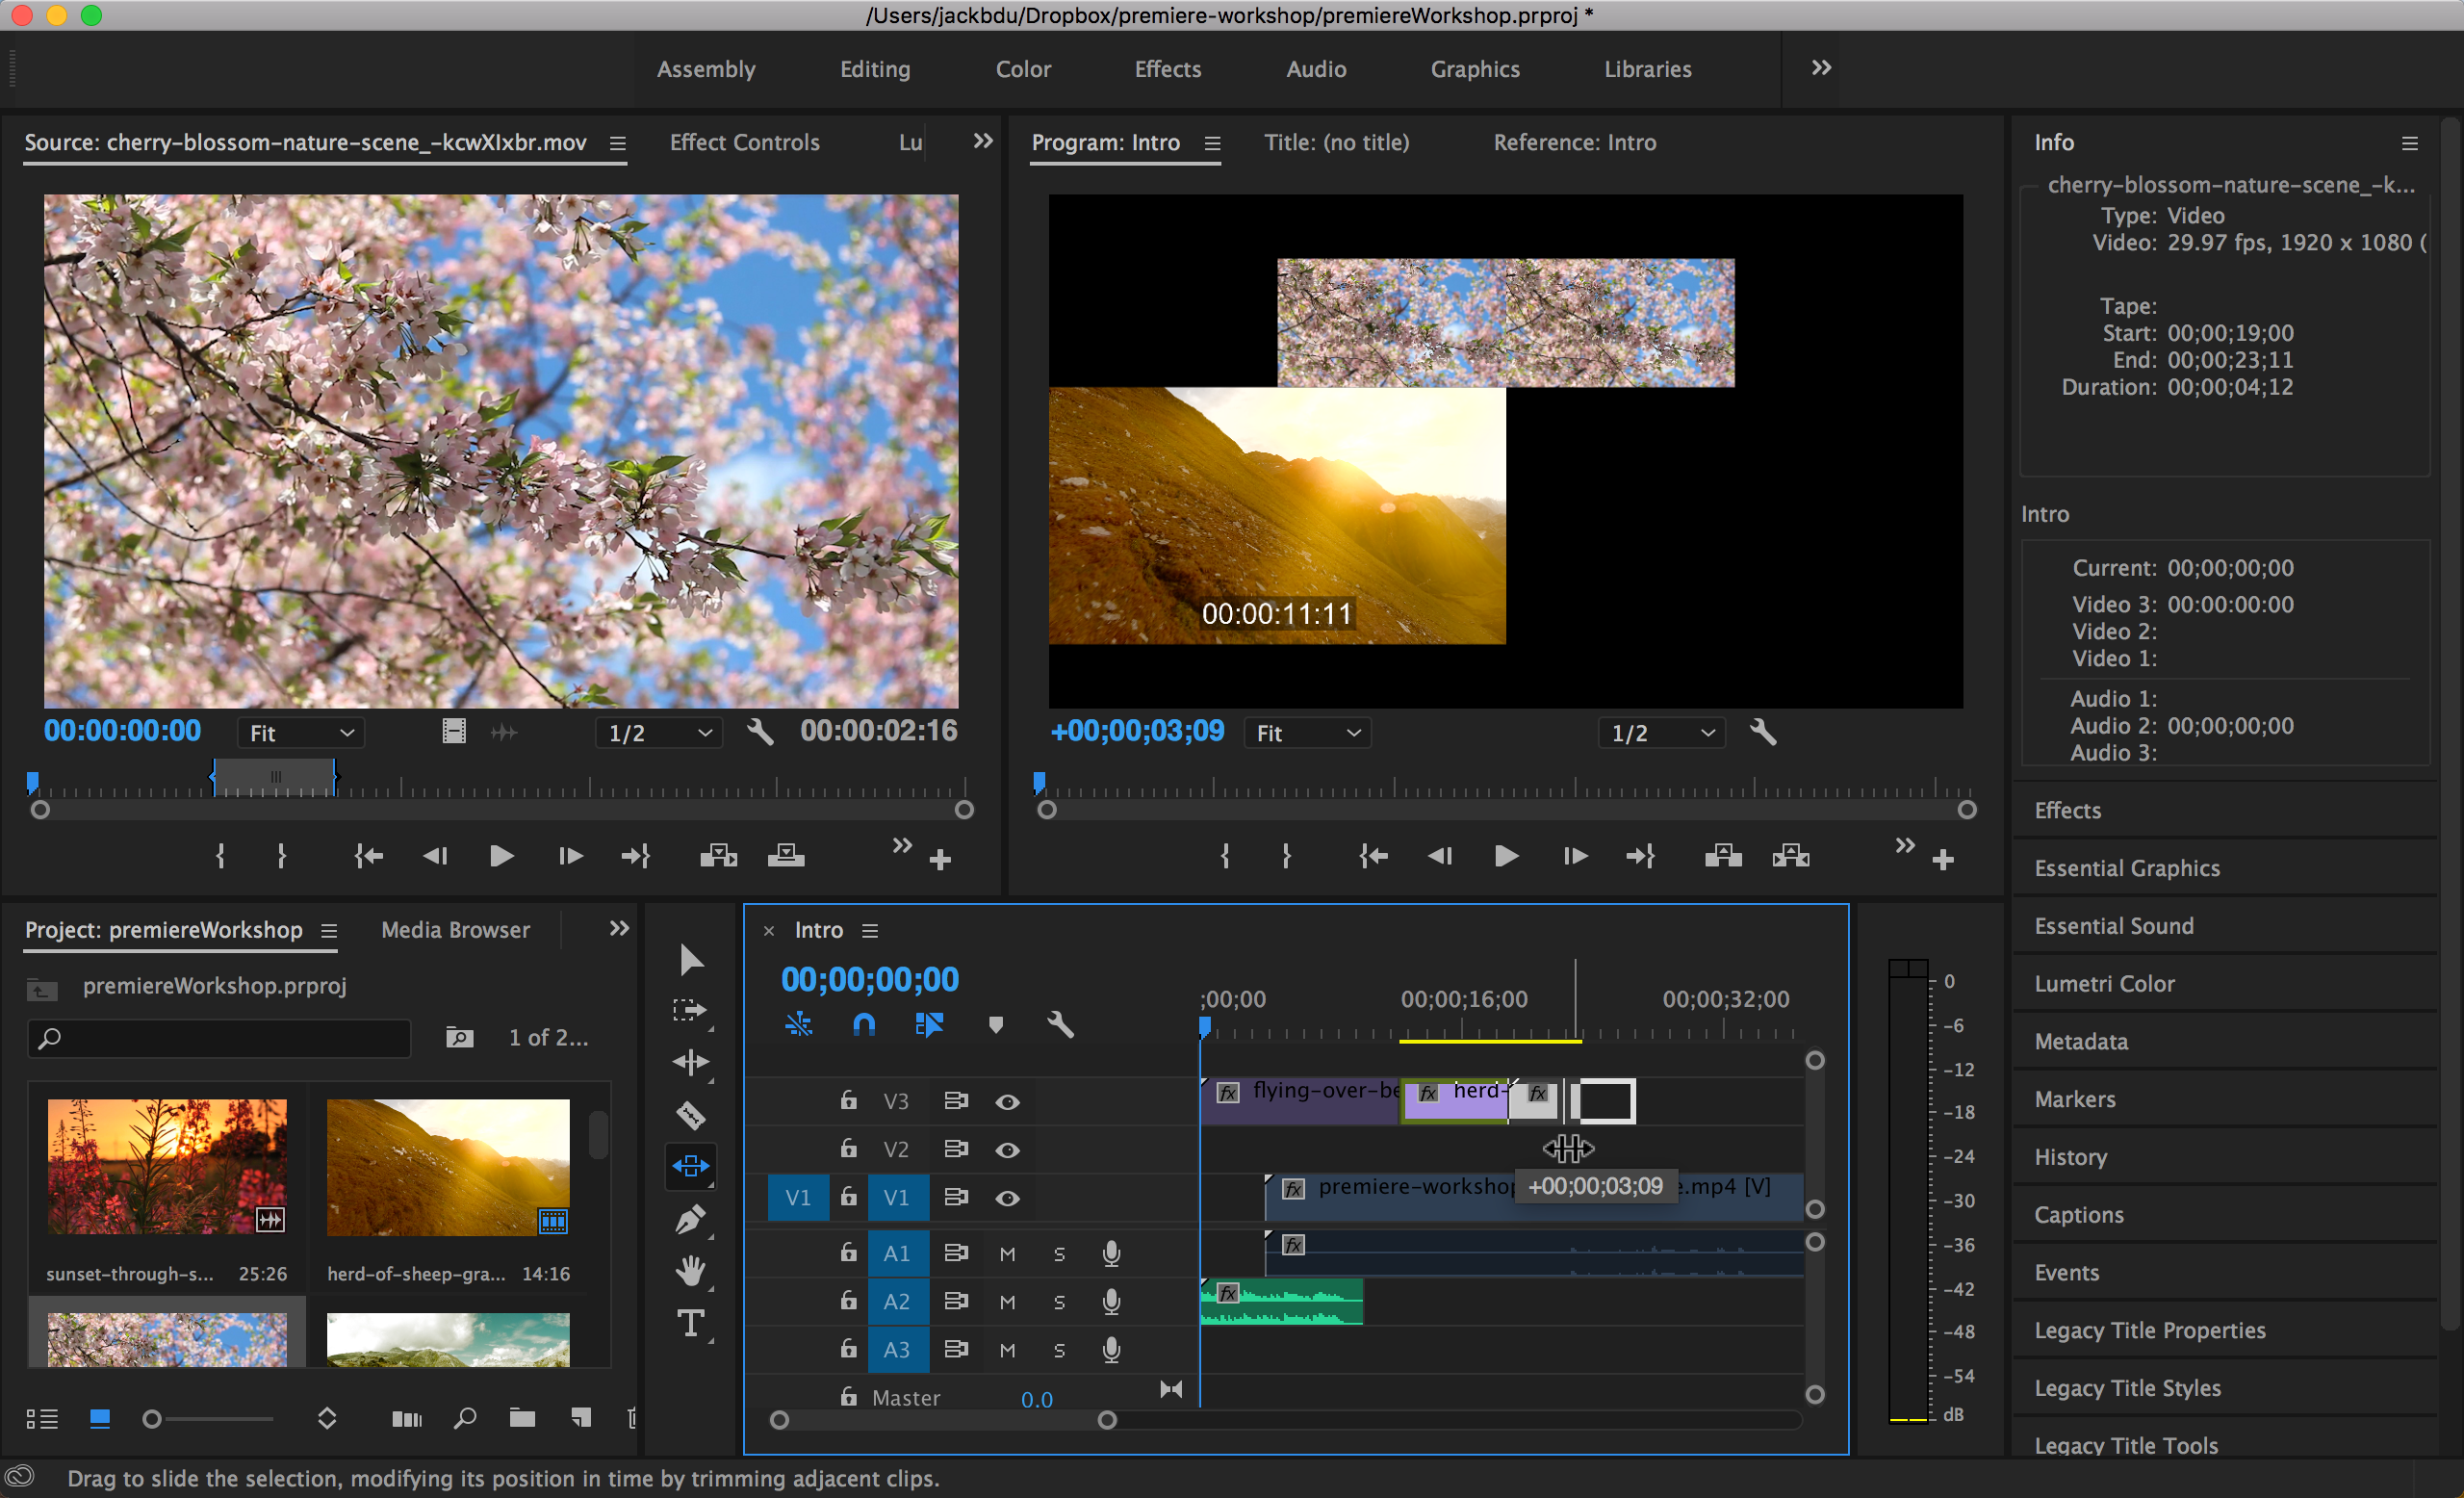 /Users/jackbdu/Dropbox/premiere-workshop/premiereWorkshop.prproj *
Assembly Editing Color Effects Audio Graphics Libraries
Source: cherry-blossom-nature-scene_-kcwXIxbr.mov Effect Controls Lu
00:00:00:00 Fit 1/2 00:00:02:16
Program: Intro Title: (no title) Reference: Intro
00:00:11:11
+00;00;03;09 Fit 1/2
Info
cherry-blossom-nature-scene_-k...
Type: Video
Video: 29.97 fps, 1920 x 1080 (
Tape:
Start: 00;00;19;00
End: 00;00;23;11
Duration: 00;00;04;12
Intro
Current: 00;00;00;00
Video 3: 00:00:00:00
Video 2:
Video 1:
Audio 1:
Audio 2: 00;00;00;00
Audio 3:
Effects
Essential Graphics
Essential Sound
Lumetri Color
Metadata
Markers
History
Captions
Events
Legacy Title Properties
Legacy Title Styles
Legacy Title Tools
Project: premiereWorkshop Media Browser
premiereWorkshop.prproj
1 of 2...
sunset-through-s... 25:26
herd-of-sheep-gra... 14:16
Intro
00;00;00;00
;00;00 00;00;16;00 00;00;32;00
V3 fx flying-over-be fx herd- fx
V2
V1 V1 fx premiere-workshop e.mp4 [V]
+00;00;03;09
A1 M S fx
A2 M S fx
A3 M S
Master 0.0
0
-6
-12
-18
-24
-30
-36
-42
-48
-54
dB
Drag to slide the selection, modifying its position in time by trimming adjacent clips.